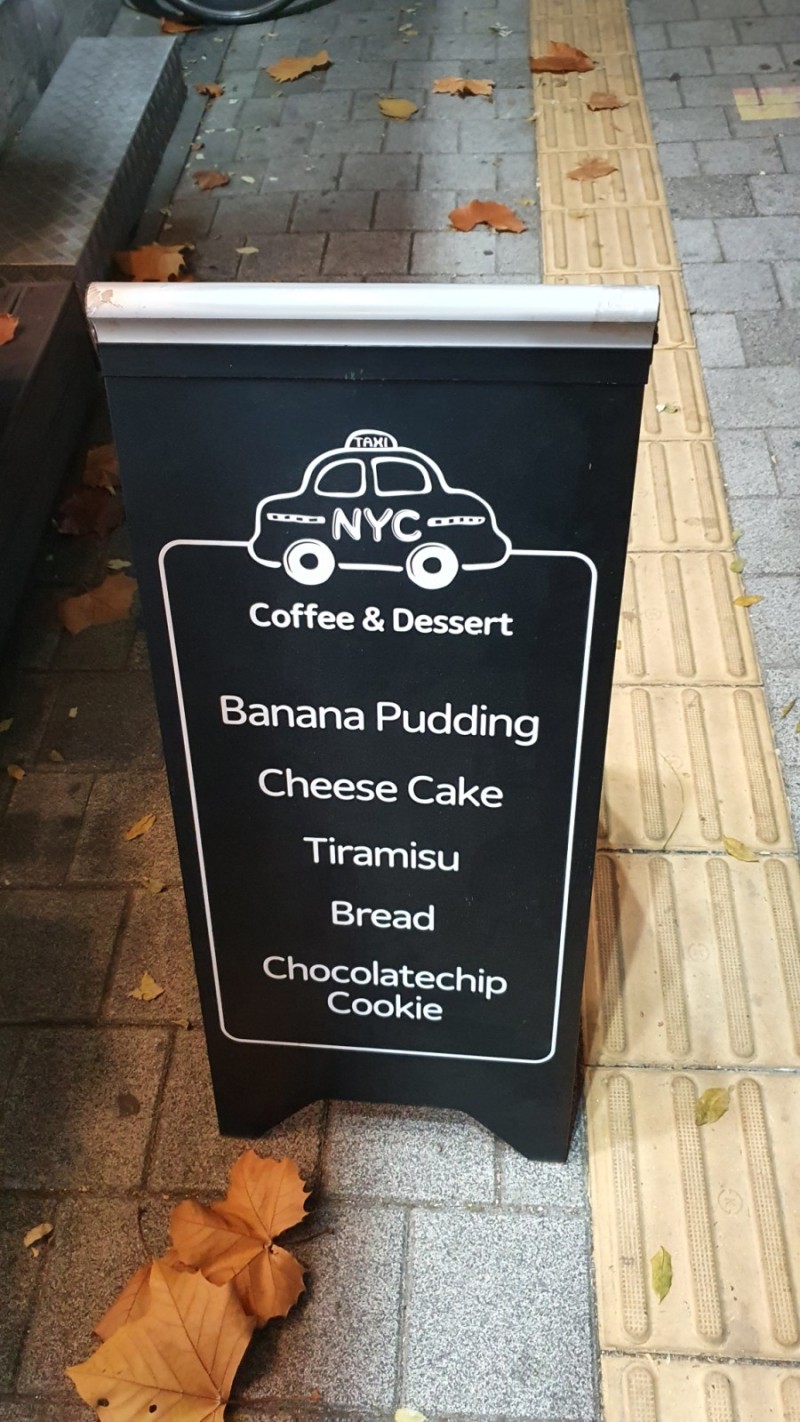 TAXI
NYC
Coffee & Dessert
Banana Pudding
Cheese Cake
Tiramisu
Bread
Chocolatechip
Cookie